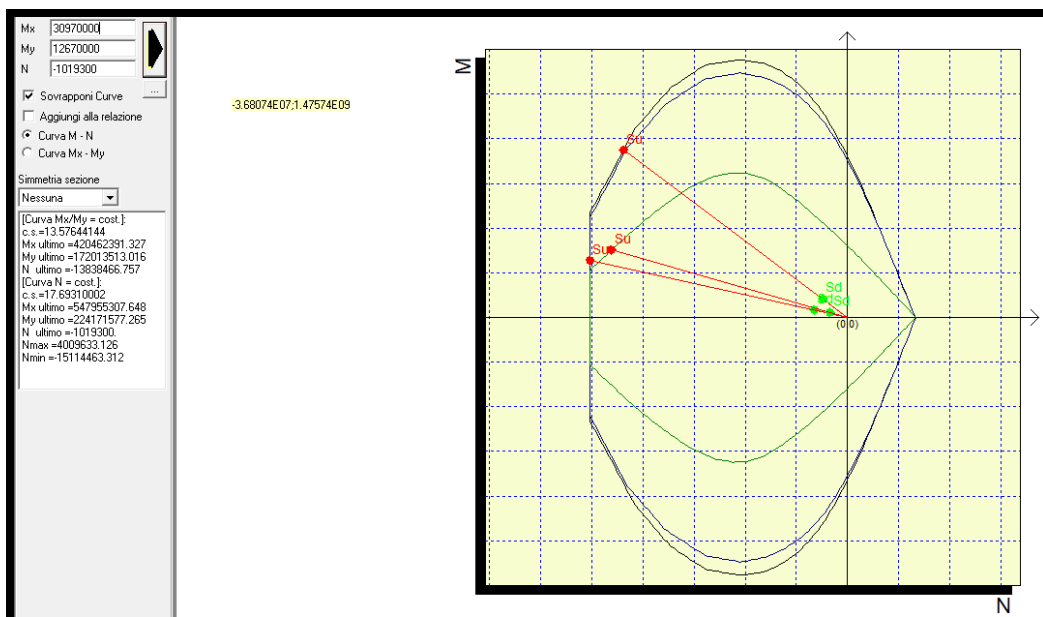 Mx 30970000
My 12670000
N -1019300
...
Sovrapponi Curve
Aggiungi alla relazione
Curva M - N
Curva Mx - My
Simmetria sezione
Nessuna
[Curva Mx/My = cost.]:
c.s.=13.57644144
Mx ultimo =420462391.327
My ultimo =172013513.016
N ultimo =-13838466.757
[Curva N = cost.]:
c.s.=17.69310002
Mx ultimo =547955307.648
My ultimo =224171577.265
N ultimo =-1019300.
Nmax =4009633.126
Nmin =-15114463.312
-3.68074E07;1.47574E09
M
Su
Su
Su
Sd
Sd
(0 0)
N